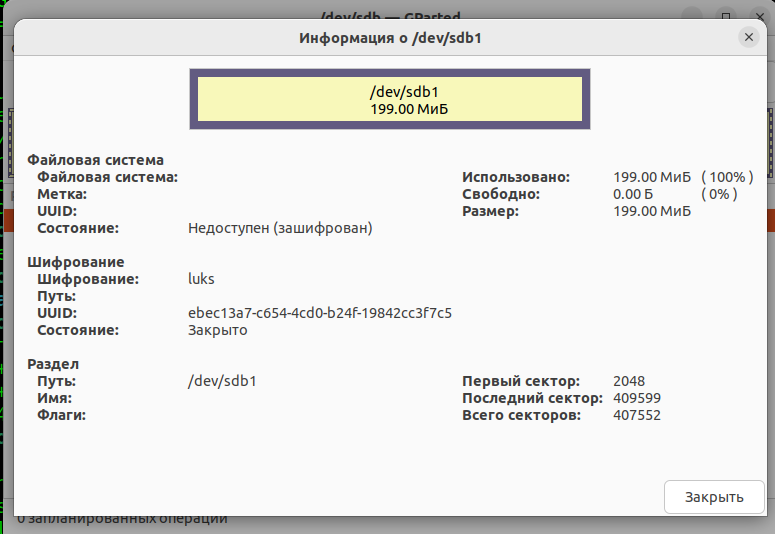 /dev/sdb — GParted
Информация о /dev/sdb1
/dev/sdb1
199.00 МиБ
Файловая система
Файловая система:
Использовано: 199.00 МиБ ( 100% )
Метка:
Свободно: 0.00 Б ( 0% )
UUID:
Размер: 199.00 МиБ
Состояние: Недоступен (зашифрован)
Шифрование
Шифрование: luks
Путь:
UUID: ebec13a7-c654-4cd0-b24f-19842cc3f7c5
Состояние: Закрыто
Раздел
Путь: /dev/sdb1
Первый сектор: 2048
Имя:
Последний сектор: 409599
Флаги:
Всего секторов: 407552
Закрыть
0 запланированных операций